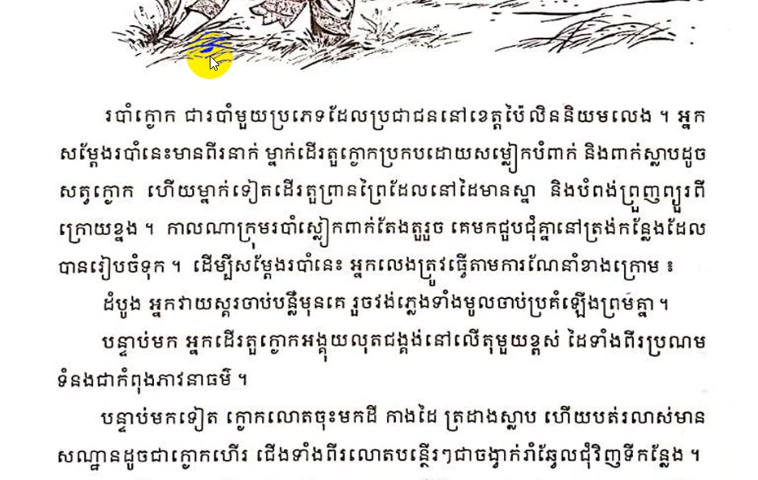 របាំក្ងោក ជារបាំមួយប្រភេទដែលប្រជាជននៅខេត្តប៉ៃលិននិយមលេង ។ អ្នក
សម្ដែងរបាំនេះមានពីរនាក់ ម្នាក់ដើរតួក្ងោកប្រកបដោយសម្លៀកបំពាក់ និងពាក់ស្លាបដូច
សត្វក្ងោក ហើយម្នាក់ទៀតដើរតួព្រានព្រៃដែលនៅដៃមានស្នា និងបំពង់ព្រួញព្យួរពី
ក្រោយខ្នង ។ កាលណាក្រុមរបាំស្លៀកពាក់តែងតួរួច គេមកជួបជុំគ្នានៅត្រង់កន្លែងដែល
បានរៀបចំទុក ។ ដើម្បីសម្ដែងរបាំនេះ អ្នកលេងត្រូវធ្វើតាមការណែនាំខាងក្រោម ៖
ដំបូង អ្នកវាយស្គរចាប់បន្លឺមុនគេ រួចវង់ភ្លេងទាំងមូលចាប់ប្រគំឡើងព្រមគ្នា ។
បន្ទាប់មក អ្នកដើរតួក្ងោកអង្គុយលុតជង្គង់នៅលើតុមួយខ្ពស់ ដៃទាំងពីរប្រណម
ទំនងជាកំពុងភាវនាធម៌ ។
បន្ទាប់មកទៀត ក្ងោកលោតចុះមកដី កាងដៃ ត្រដាងស្លាប ហើយបត់រលាស់មាន
សណ្ឋានដូចជាក្ងោកហើរ ជើងទាំងពីរលោតបន្តើរៗជាចង្វាក់រាំឆ្វែលជុំវិញទីកន្លែង ។